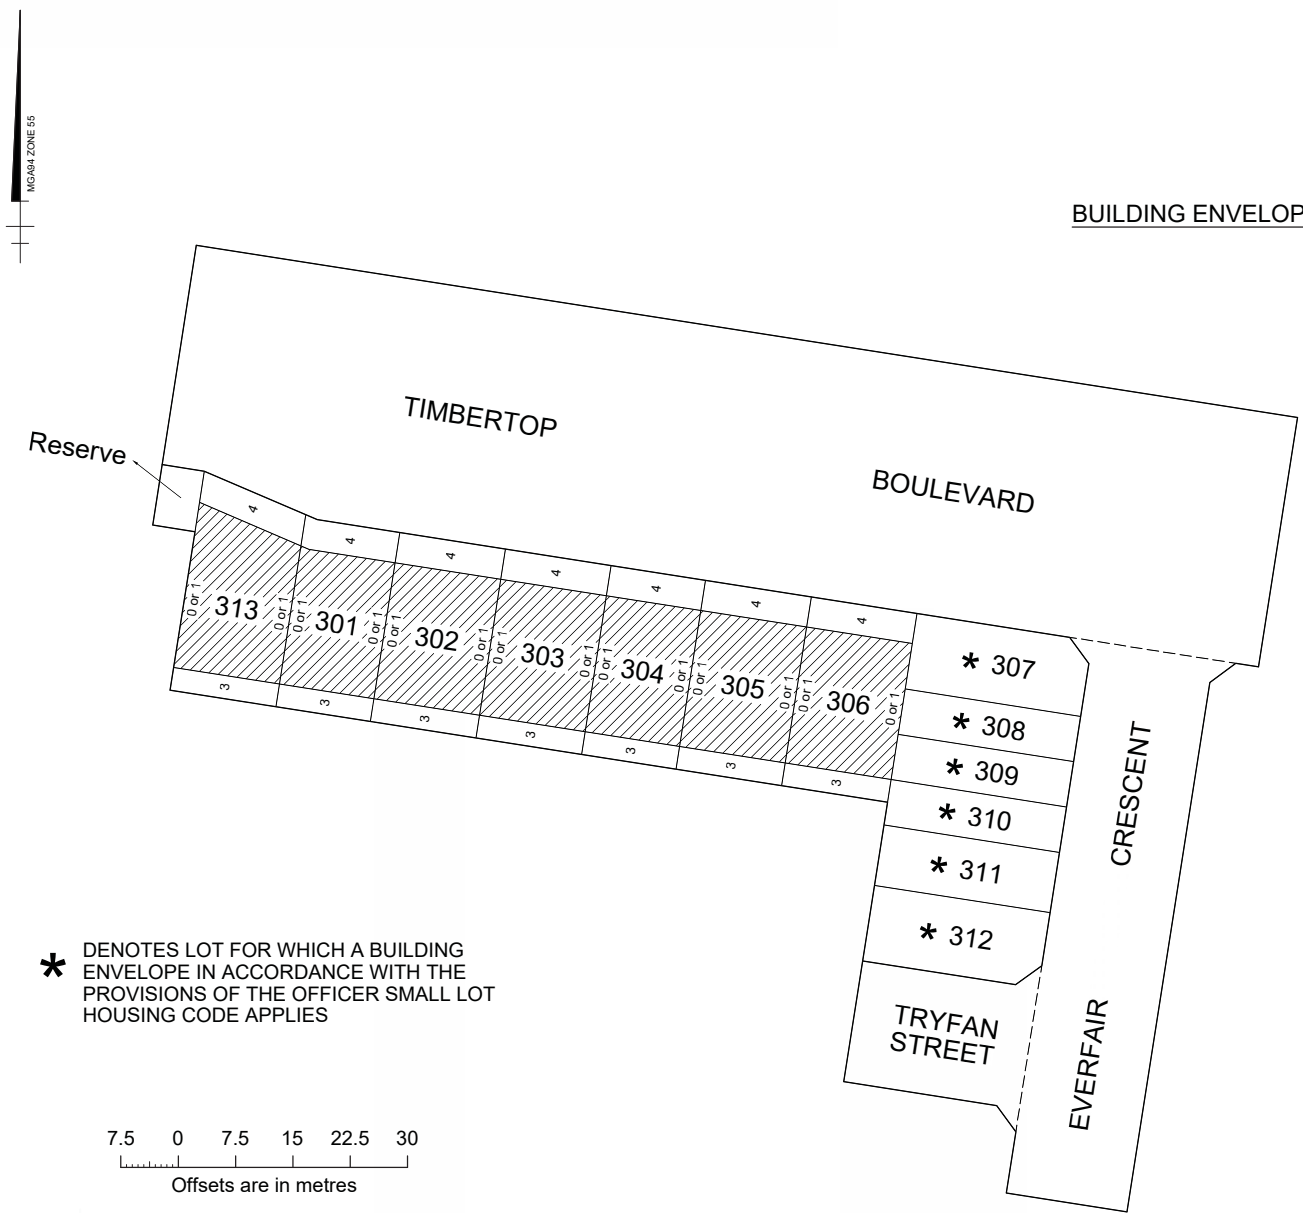 MGA94 ZONE 55
BUILDING ENVELOP
TIMBERTOP
BOULEVARD
Reserve
4
4
4
4
4
4
4
0 or 1
313
0 or 1
0 or 1
301
0 or 1
0 or 1
302
0 or 1
0 or 1
303
0 or 1
0 or 1
304
0 or 1
0 or 1
305
0 or 1
0 or 1
306
0 or 1
3
3
3
3
3
3
3
* 307
* 308
* 309
* 310
* 311
* 312
CRESCENT
EVERFAIR
TRYFAN
STREET
* DENOTES LOT FOR WHICH A BUILDING
ENVELOPE IN ACCORDANCE WITH THE
PROVISIONS OF THE OFFICER SMALL LOT
HOUSING CODE APPLIES
7.5 0 7.5 15 22.5 30
Offsets are in metres